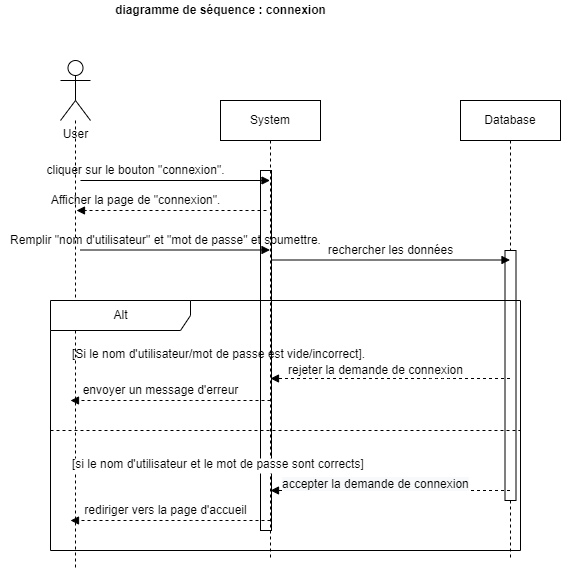 diagramme de séquence : connexion
User
System
Database
cliquer sur le bouton "connexion".
Afficher la page de "connexion".
Remplir "nom d'utilisateur" et "mot de passe" et soumettre.
rechercher les données
Alt
[Si le nom d'utilisateur/mot de passe est vide/incorrect].
rejeter la demande de connexion
envoyer un message d'erreur
[si le nom d'utilisateur et le mot de passe sont corrects]
accepter la demande de connexion
rediriger vers la page d'accueil